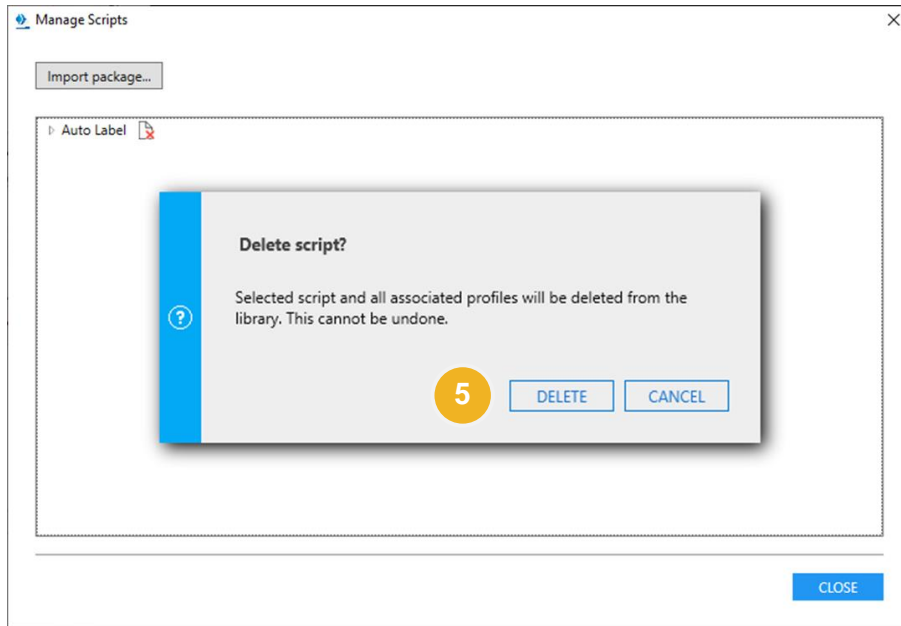 Manage Scripts
Import package...
Auto Label
Delete script?
Selected script and all associated profiles will be deleted from the
library. This cannot be undone.
5
DELETE
CANCEL
CLOSE